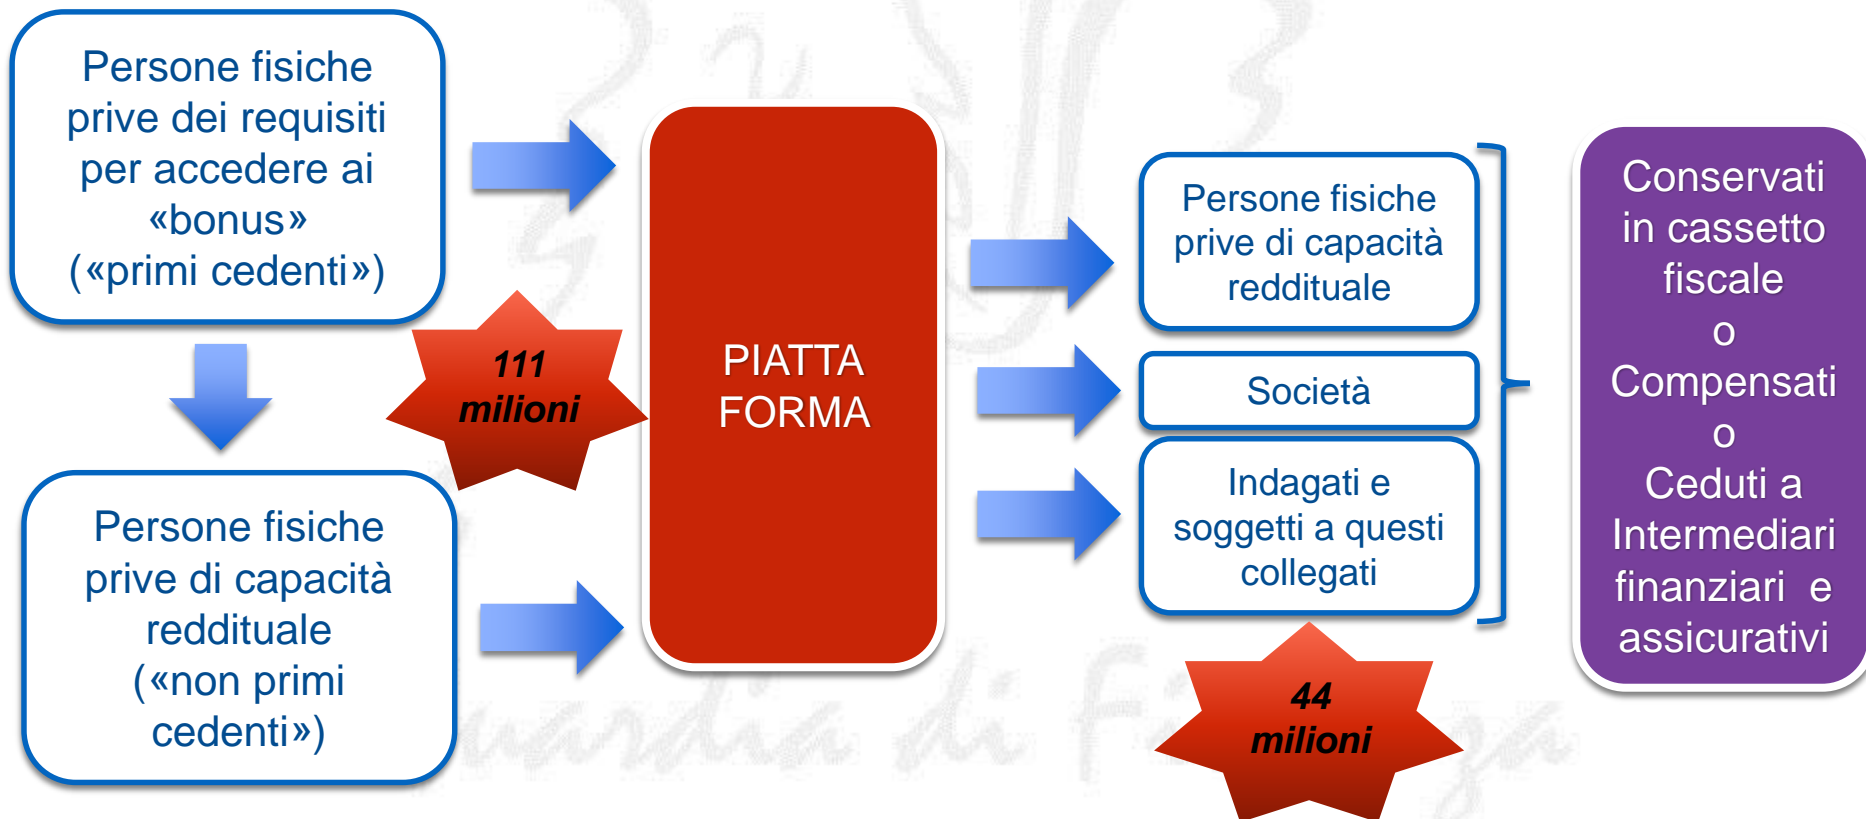 Persone fisiche
prive dei requisiti
per accedere ai
«bonus»
(«primi cedenti»)
111
milioni
Persone fisiche
prive di capacità
reddituale
(«non primi
cedenti»)
PIATTA
FORMA
Persone fisiche
prive di capacità
reddituale
Società
Indagati e
soggetti a questi
collegati
44
milioni
Conservati
in cassetto
fiscale
o
Compensati
o
Ceduti a
Intermediari
finanziari e
assicurativi